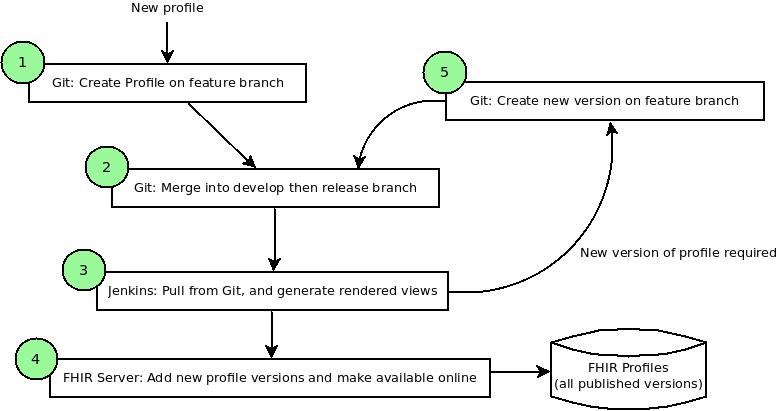 New profile
1
Git: Create Profile on feature branch
5
Git: Create new version on feature branch
2
Git: Merge into develop then release branch
New version of profile required
3
Jenkins: Pull from Git, and generate rendered views
4
FHIR Server: Add new profile versions and make available online
FHIR Profiles
(all published versions)